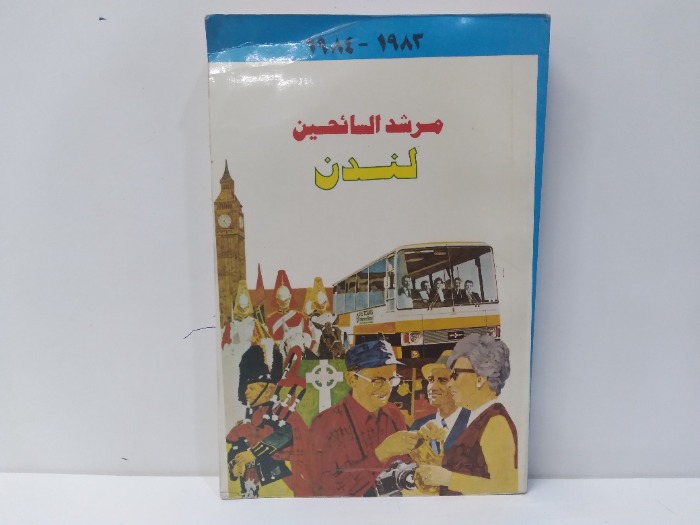 ١٩٨٣ - ١٩٨٤
مرشد السائحين
لندن